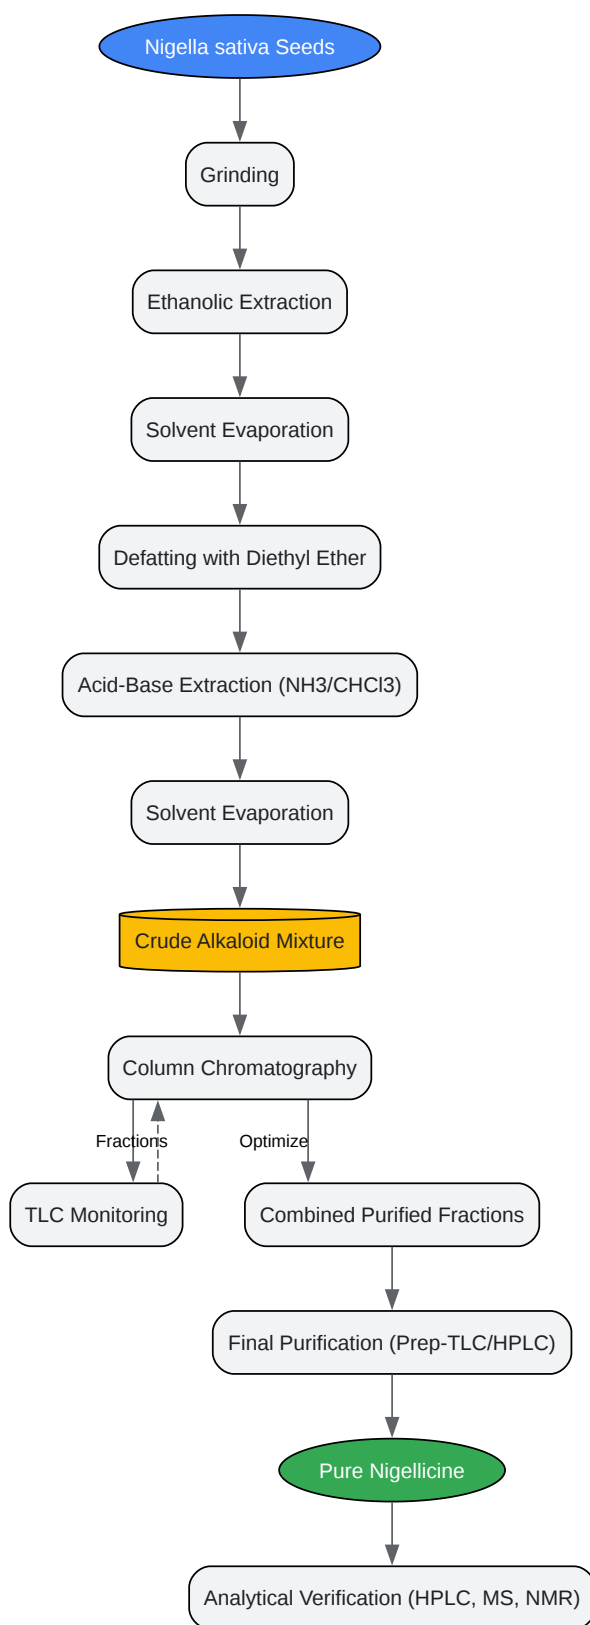 Nigella sativa Seeds
Grinding
Ethanolic Extraction
Solvent Evaporation
Defatting with Diethyl Ether
Acid-Base Extraction (NH3/CHCl3)
Solvent Evaporation
Crude Alkaloid Mixture
Column Chromatography
Fractions
Optimize
TLC Monitoring
Combined Purified Fractions
Final Purification (Prep-TLC/HPLC)
Pure Nigellicine
Analytical Verification (HPLC, MS, NMR)